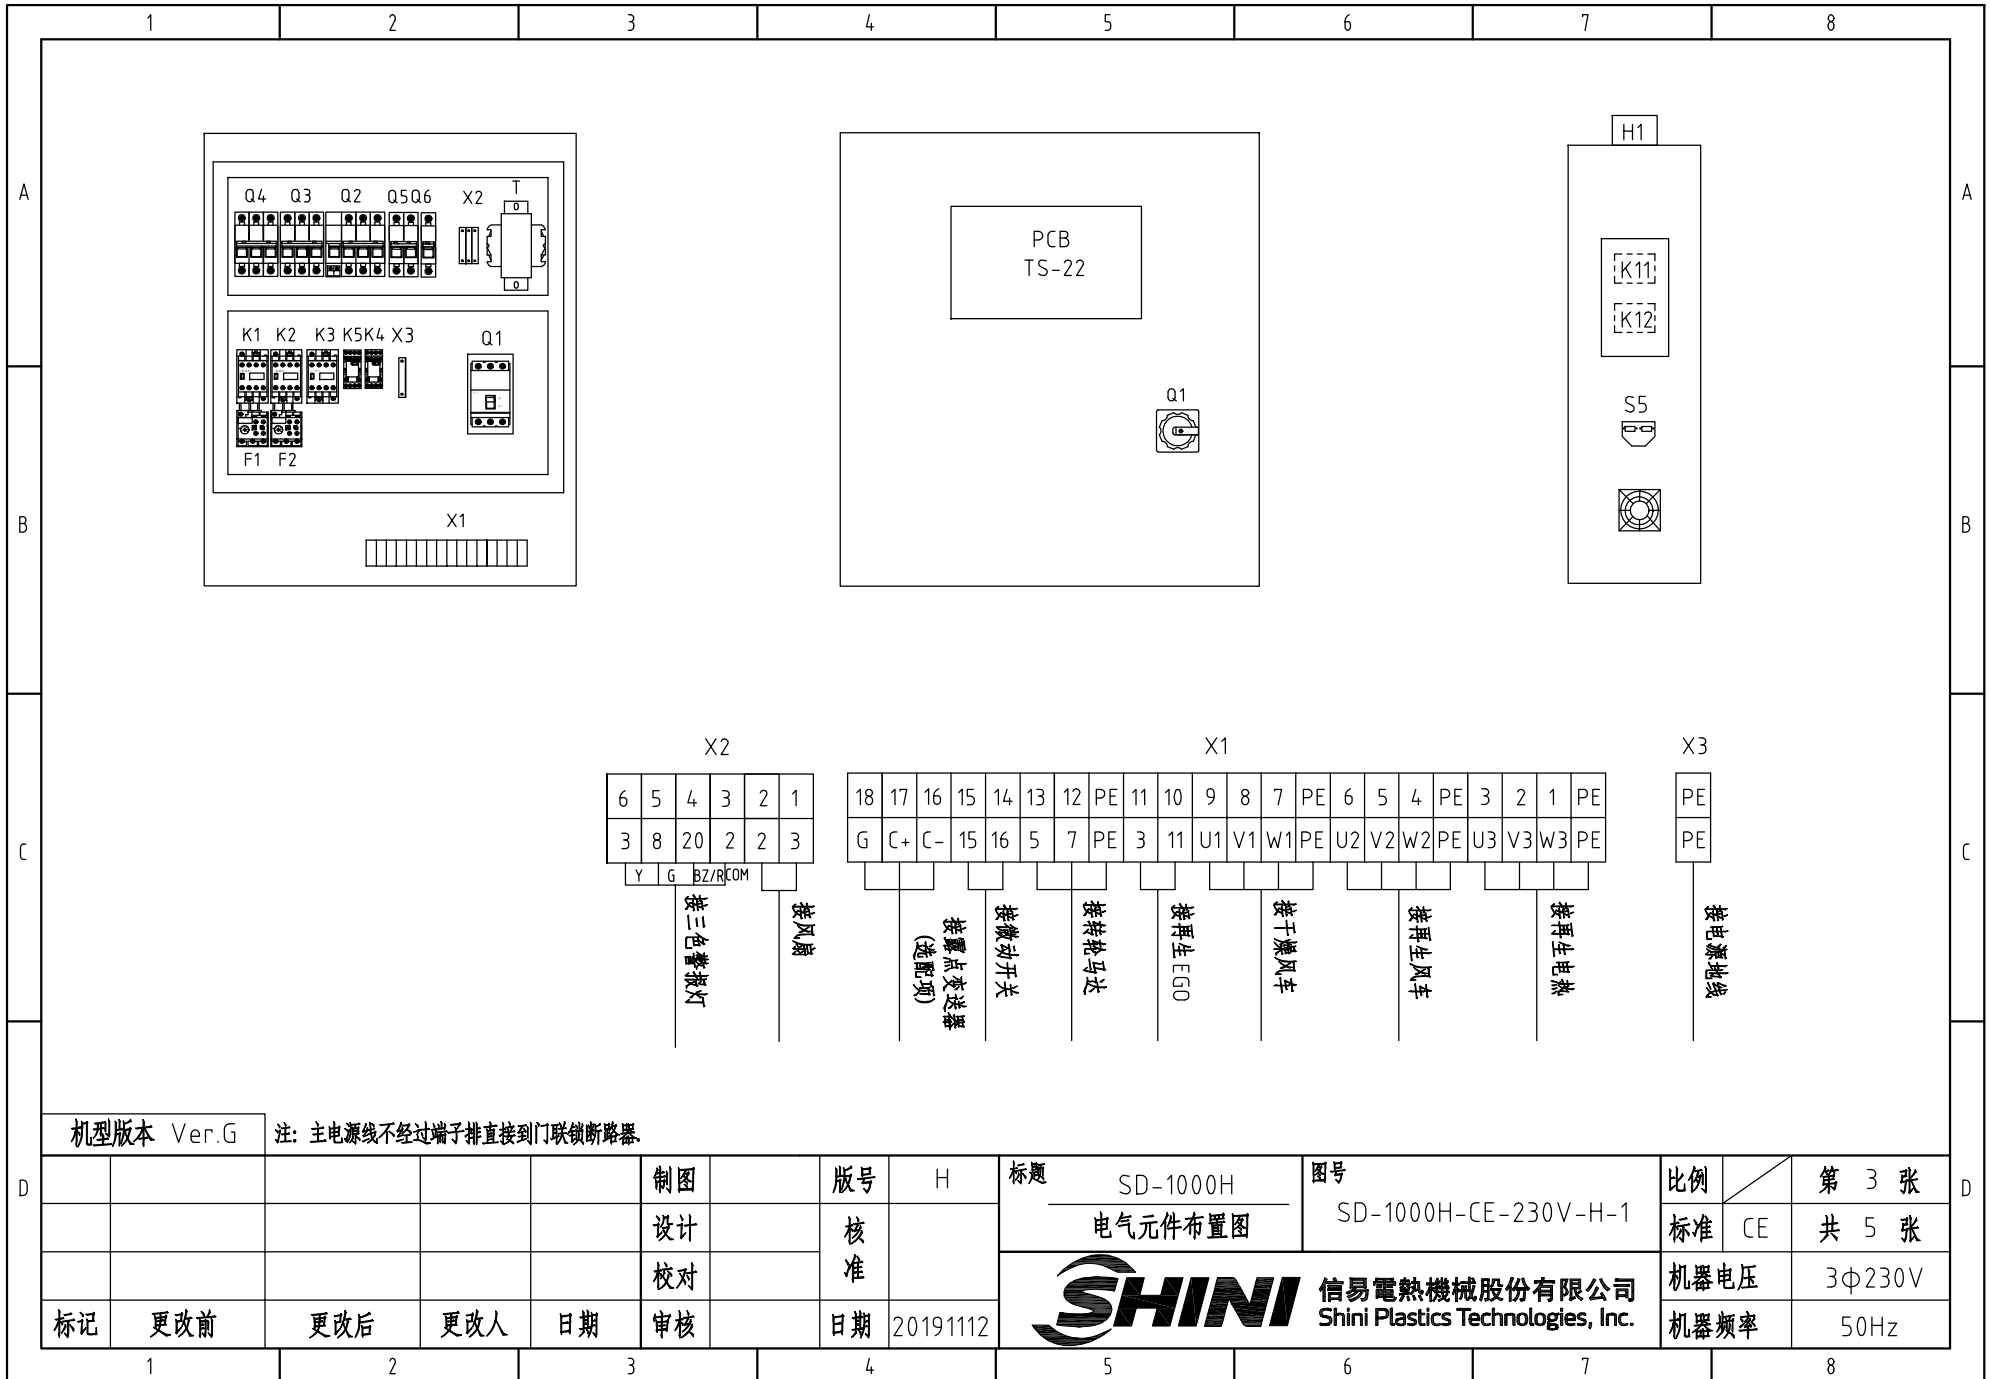 1 2 3 4 5 6 7 8
H1
A A
Q4 Q3 Q2 Q5 Q6 X2 T
PCB
TS-22
K11
K12
K1 K2 K3 K5 K4 X3 Q1
Q1
S5
F1 F2
B B
X1
X2 X1 X3
6 5 4 3 2 1
18 17 16 15 14 13 12 PE 11 10 9 8 7 PE 6 5 4 PE 3 2 1 PE
PE
3 8 20 2 2 3
G C+ C- 15 16 5 7 PE 3 11 U1 V1 W1 PE U2 V2 W2 PE U3 V3 W3 PE
PE
C C
Y G BZ/R COM
接三色警报灯
接风扇
接露点变送器
(选配项)
接微动开关
接转轮马达
接再生EGO
接干燥风车
接再生风车
接再生电热
接电源地线
机型版本 Ver.G
注: 主电源线不经过端子排直接到门联锁断路器.
D D
制图 版号 H
标题 SD-1000H
电气元件布置图
图号
SD-1000H-CE-230V-H-1
比例 第 3 张
设计 核准
标准 CE 共 5 张
校对
SHINI
信易電熱機械股份有限公司
Shini Plastics Technologies, Inc.
机器电压 3Φ230V
标记 更改前 更改后 更改人 日期 审核 日期 20191112
机器频率 50Hz
1 2 3 4 5 6 7 8